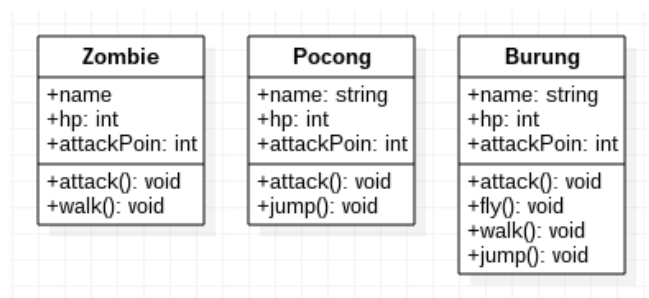 Zombie
+name
+hp: int
+attackPoin: int
+attack(): void
+walk(): void
Pocong
+name: string
+hp: int
+attackPoin: int
+attack(): void
+jump(): void
Burung
+name: string
+hp: int
+attackPoin: int
+attack(): void
+fly(): void
+walk(): void
+jump(): void